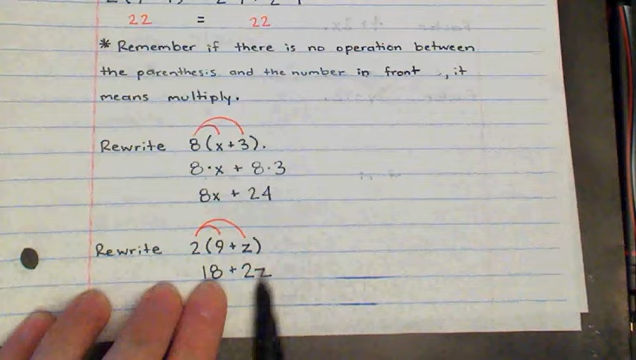 22 = 22
* Remember if there is no operation between
the parenthesis and the number in front , it
means multiply.
Rewrite 8(x+3).
8·x + 8·3
8x + 24
Rewrite 2(9+z)
18 + 2z